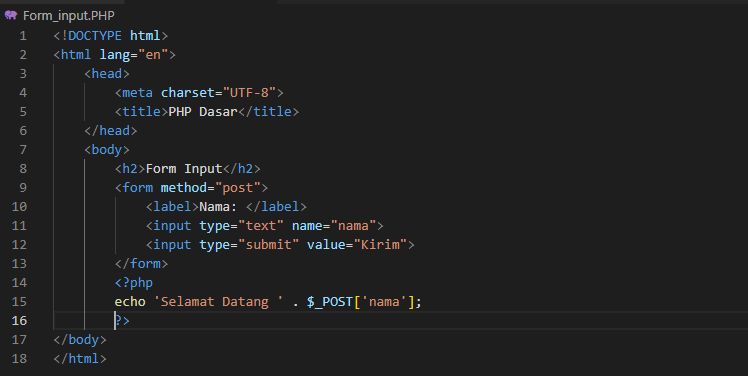 Form_input.PHP
1 <!DOCTYPE html>
2 <html lang="en">
3 <head>
4 <meta charset="UTF-8">
5 <title>PHP Dasar</title>
6 </head>
7 <body>
8 <h2>Form Input</h2>
9 <form method="post">
10 <label>Nama: </label>
11 <input type="text" name="nama">
12 <input type="submit" value="Kirim">
13 </form>
14 <?php
15 echo 'Selamat Datang ' . $_POST['nama'];
16 ?>
17 </body>
18 </html>